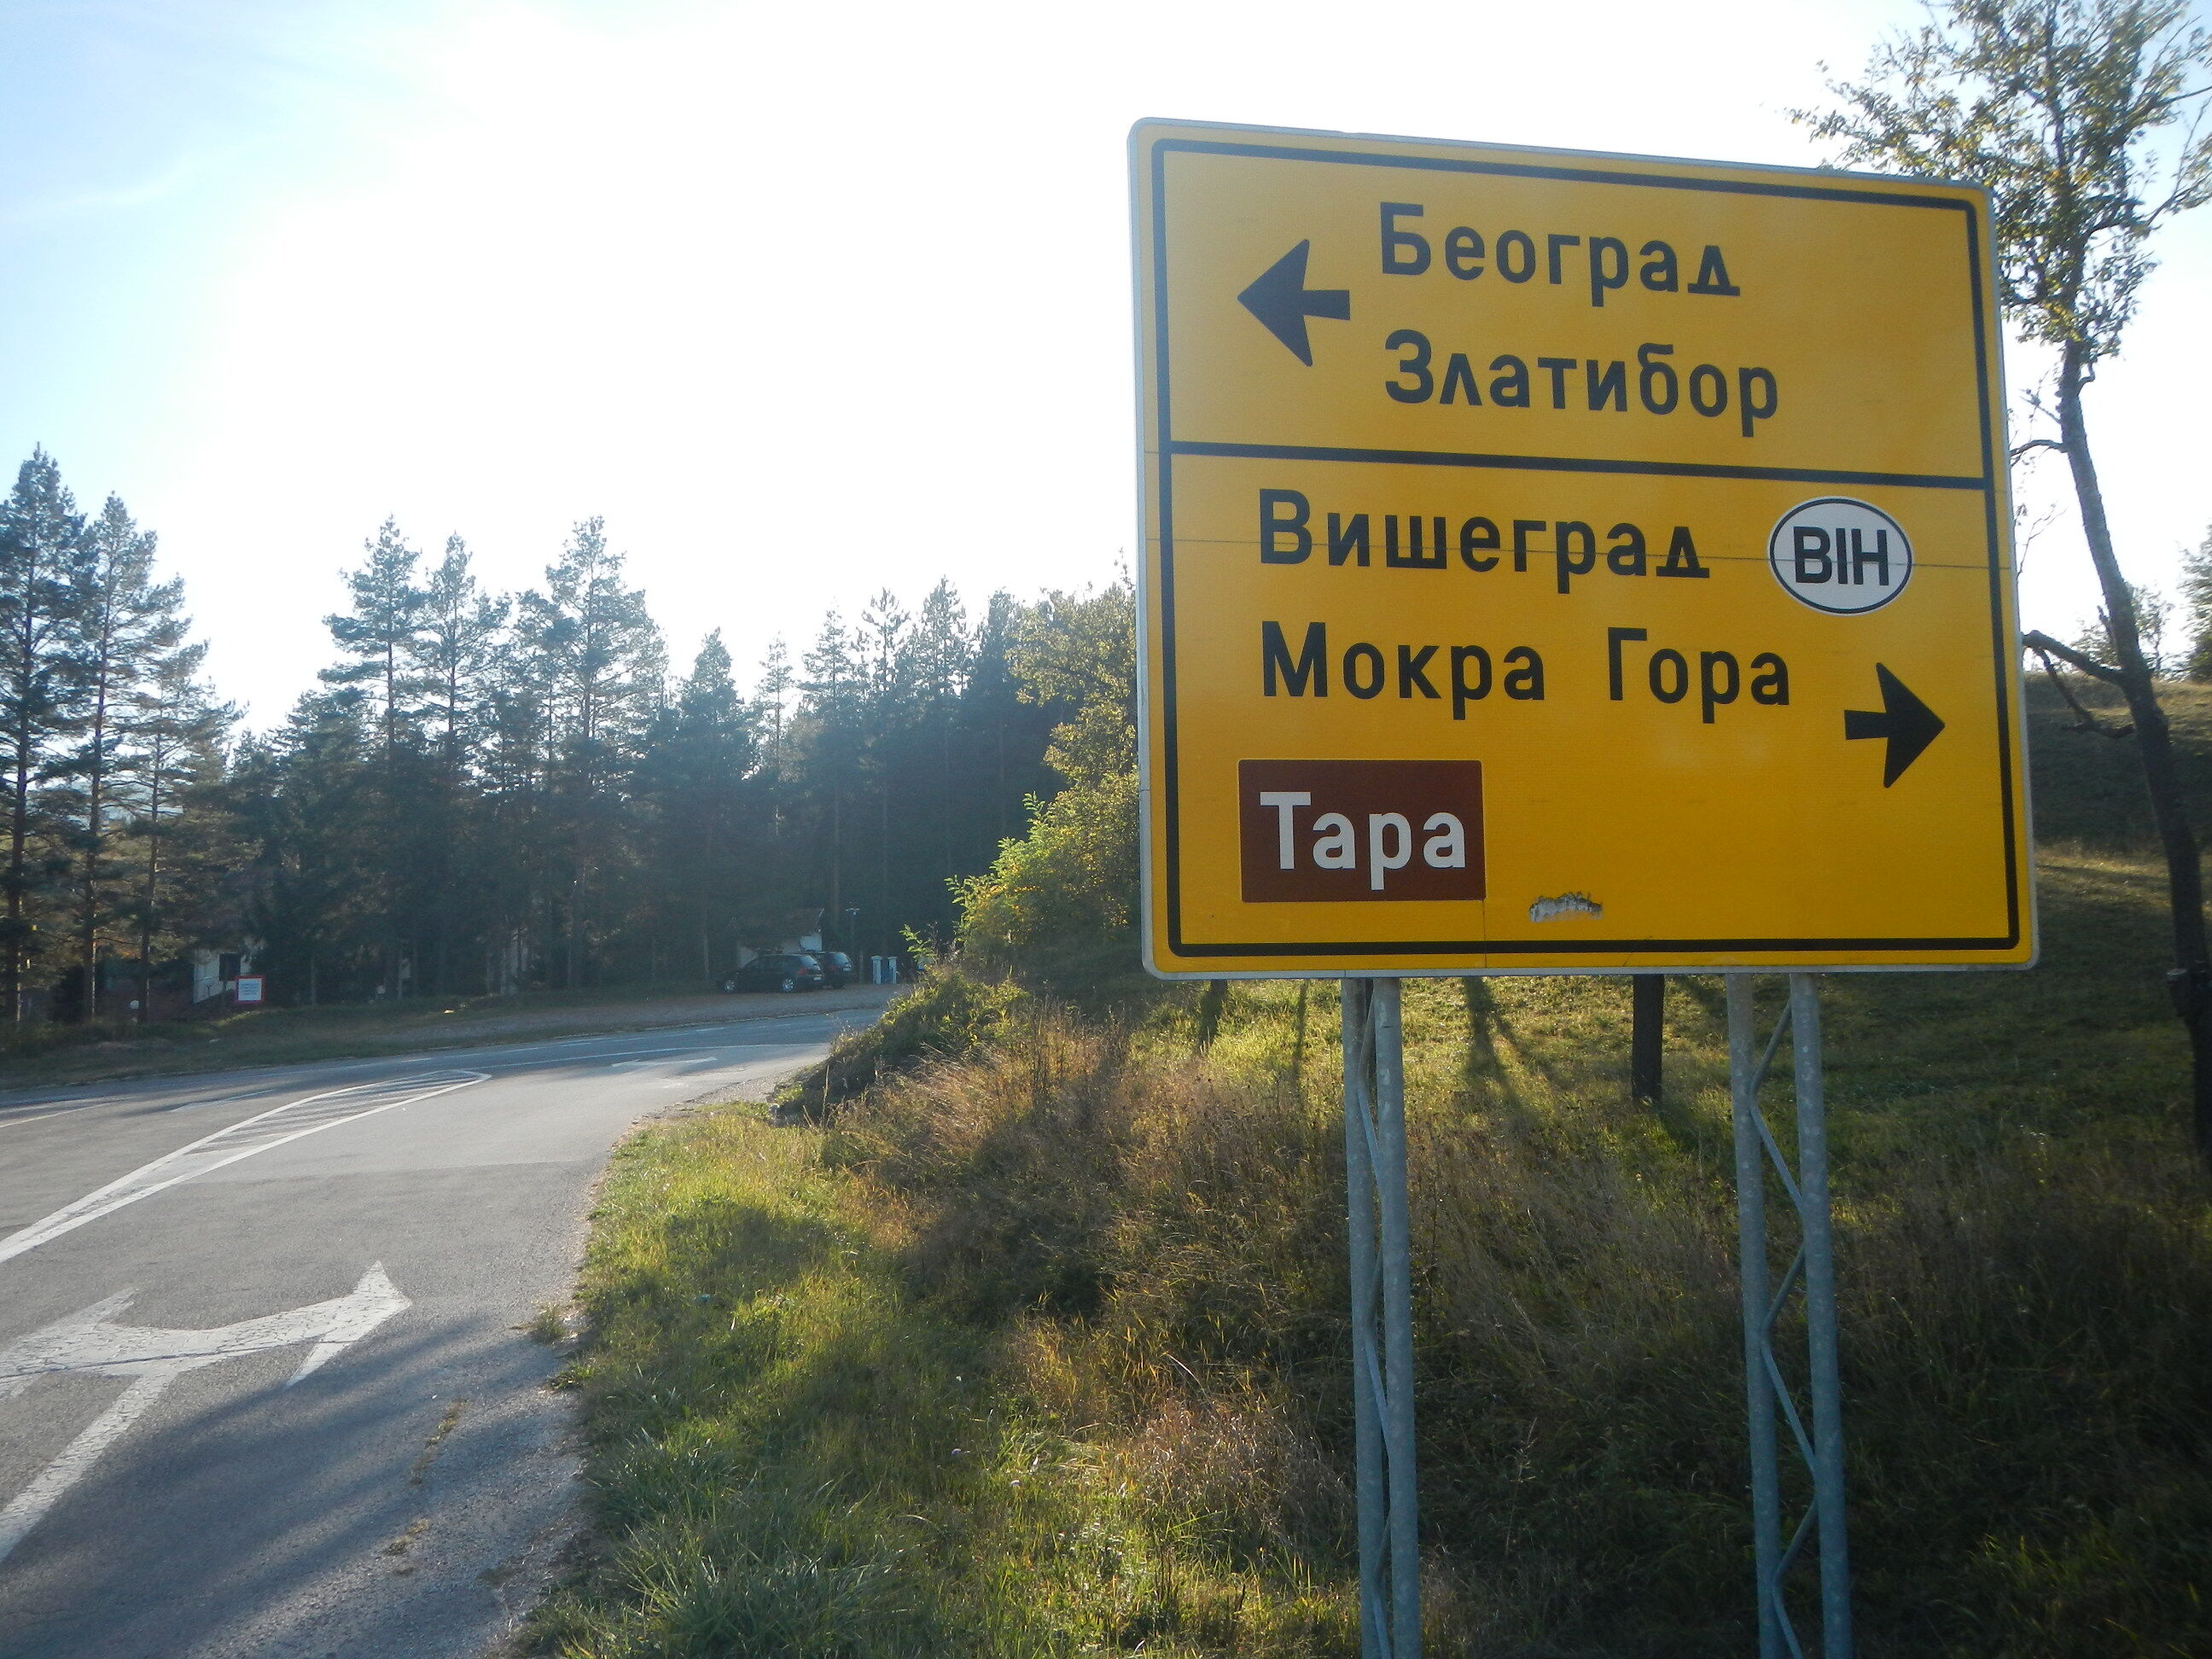 Београд
Златибор
Вишеград BIH
Мокра Гора
Тара